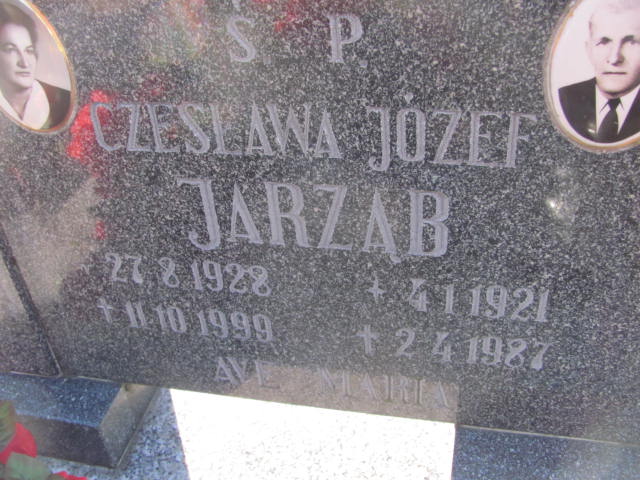 Ś. P.
CZESŁAWA JÓZEF
JARZĄB
27.8.1928 + 4.1.1921
+ 11.10.1999 + 2.4.1987
AVE MARIA